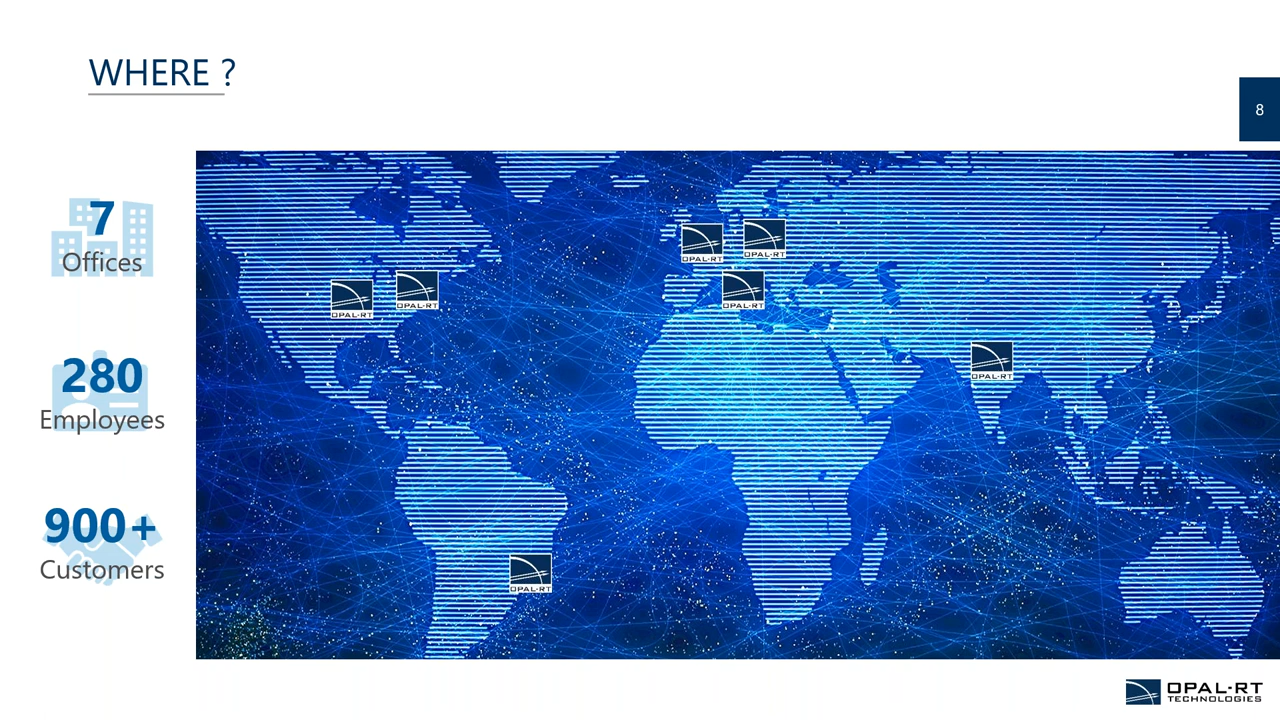 WHERE ?
8
7
Offices
280
Employees
900+
Customers
OPAL-RT
OPAL-RT
OPAL-RT
OPAL-RT
OPAL-RT
OPAL-RT
OPAL-RT
OPAL-RT
TECHNOLOGIES